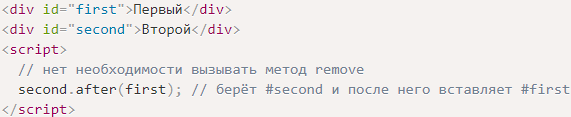 <div id="first">Первый</div>
<div id="second">Второй</div>
<script>
  // нет необходимости вызывать метод remove
  second.after(first); // берёт #second и после него вставляет #first
</script>